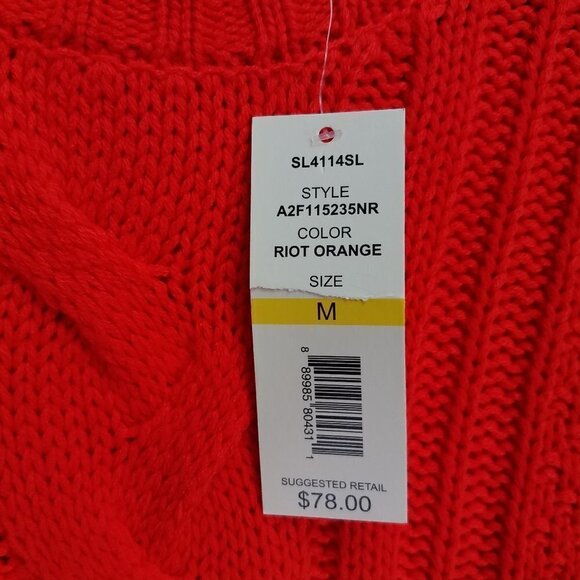 SL4114SL
STYLE
A2F115235NR
COLOR
RIOT ORANGE
SIZE
M
8 89985 80431 1
SUGGESTED RETAIL
$78.00